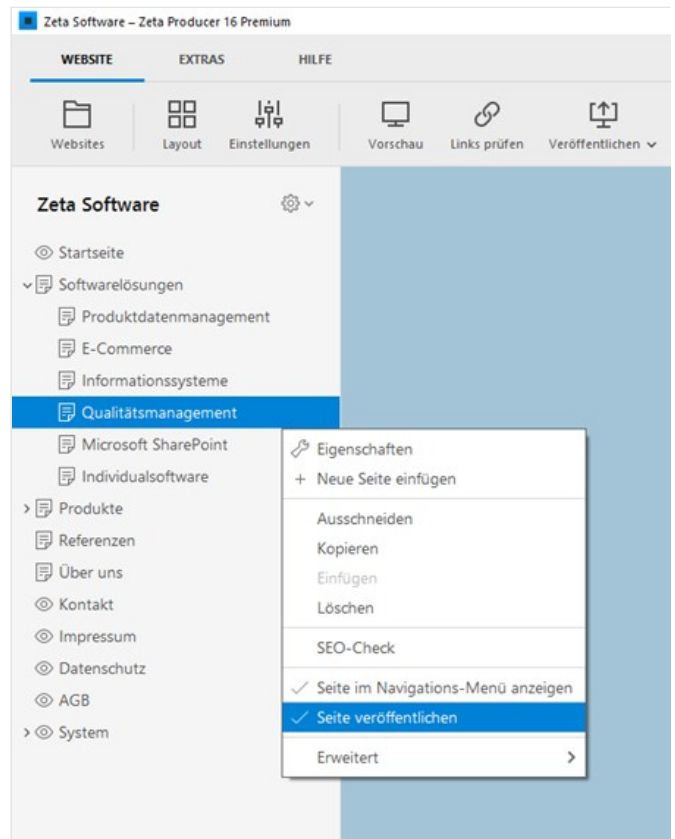 Zeta Software – Zeta Producer 16 Premium
WEBSITE EXTRAS HILFE
Websites Layout Einstellungen Vorschau Links prüfen Veröffentlichen
Zeta Software
Startseite
Softwarelösungen
Produktdatenmanagement
E-Commerce
Informationssysteme
Qualitätsmanagement
Microsoft SharePoint
Individualsoftware
Produkte
Referenzen
Über uns
Kontakt
Impressum
Datenschutz
AGB
System
Eigenschaften
Neue Seite einfügen
Ausschneiden
Kopieren
Einfügen
Löschen
SEO-Check
Seite im Navigations-Menü anzeigen
Seite veröffentlichen
Erweitert